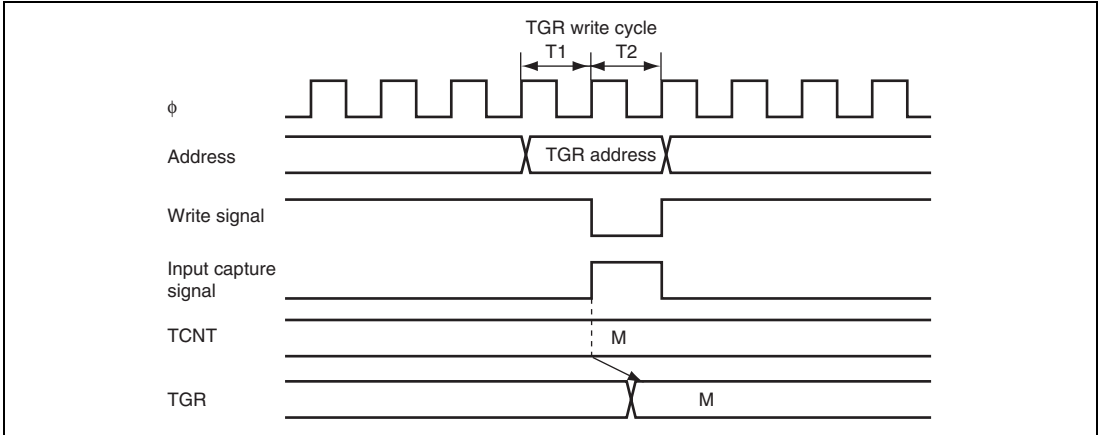 TGR write cycle
T1 T2
ϕ
Address TGR address
Write signal
Input capture
signal
TCNT M
TGR M